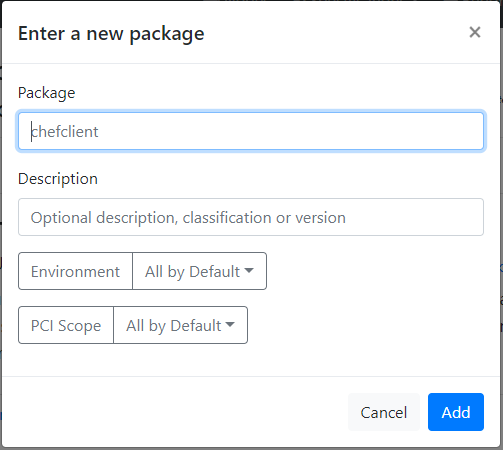 Enter a new package ×
Package
chefclient
Description
Optional description, classification or version
Environment All by Default
PCI Scope All by Default
Cancel Add